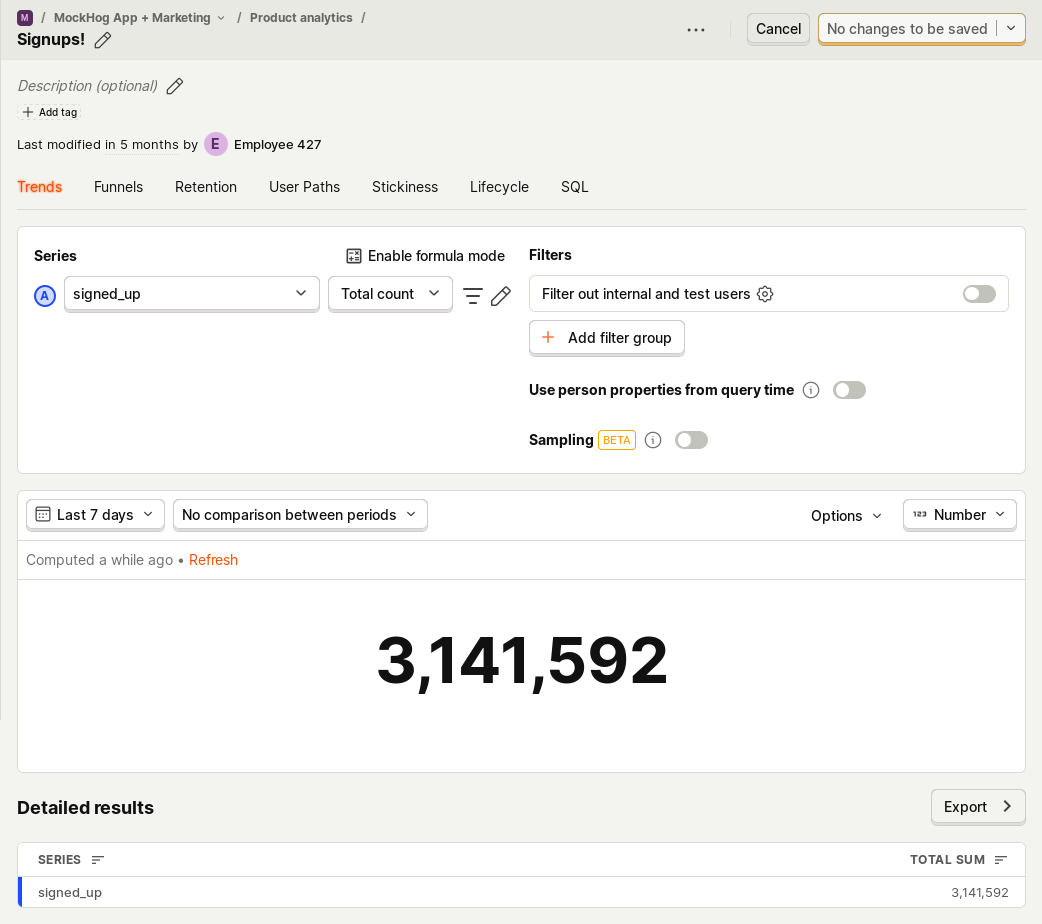 M / MockHog App + Marketing / Product analytics /
Signups!
Cancel
No changes to be saved
Description (optional)
Add tag
Last modified in 5 months by E Employee 427
Trends Funnels Retention User Paths Stickiness Lifecycle SQL
Series
Enable formula mode
A signed_up Total count
Filters
Filter out internal and test users
Add filter group
Use person properties from query time
Sampling BETA
Last 7 days No comparison between periods Options 123 Number
Computed a while ago • Refresh
3,141,592
Detailed results Export
SERIES TOTAL SUM
signed_up 3,141,592